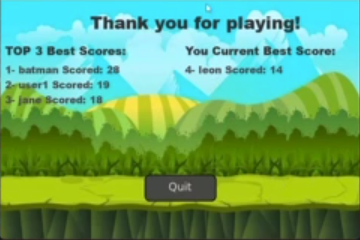 Thank you for playing!
TOP 3 Best Scores:
1- batman Scored: 28
2- user1 Scored: 19
3- jane Scored: 18
You Current Best Score:
4- leon Scored: 14
Quit